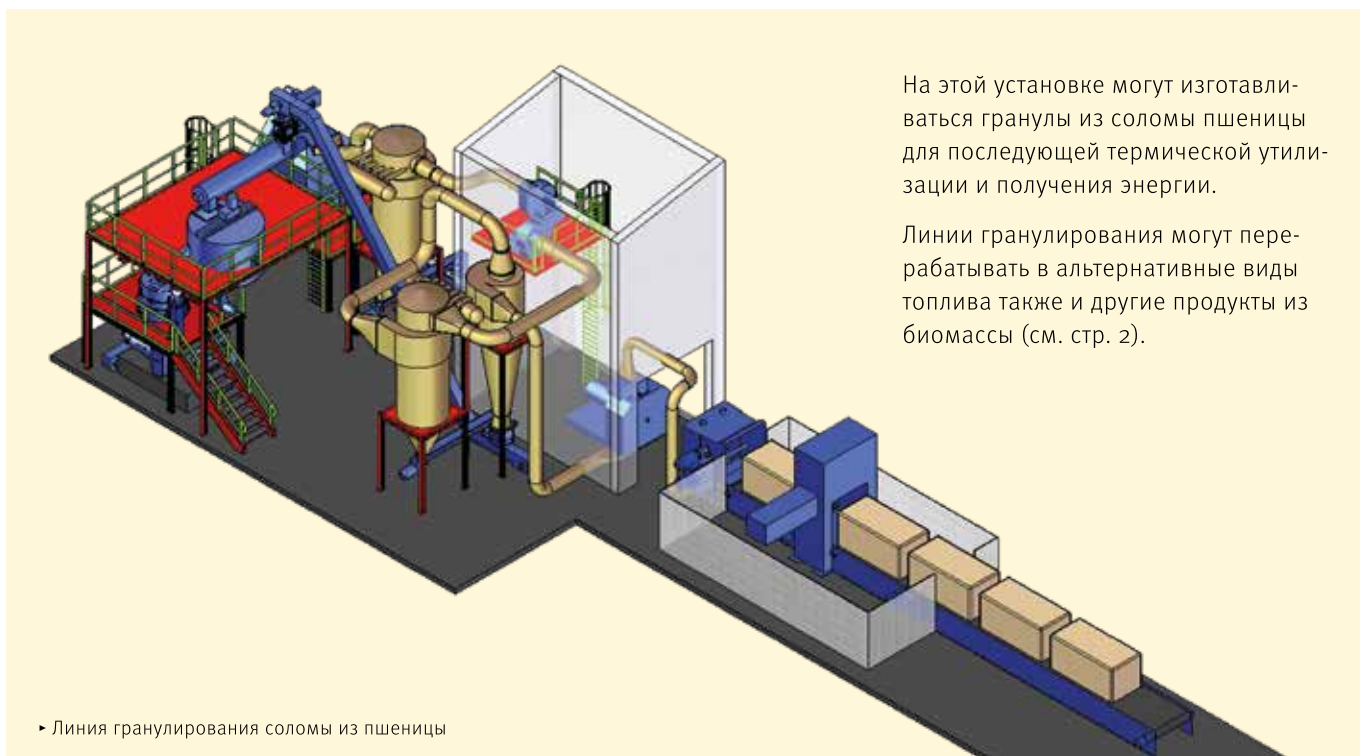 На этой установке могут изготавли-
ваться гранулы из соломы пшеницы
для последующей термической утили-
зации и получения энергии.
Линии гранулирования могут пере-
рабатывать в альтернативные виды
топлива также и другие продукты из
биомассы (см. стр. 2).
▸ Линия гранулирования соломы из пшеницы